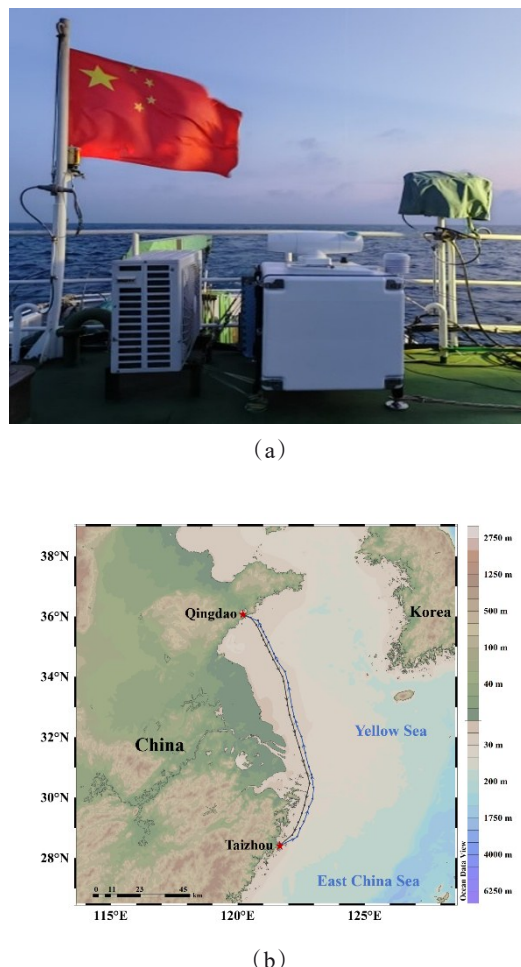 (a)
38°N
36°N
34°N
32°N
30°N
28°N
Qingdao
Korea
China
Yellow Sea
Taizhou
East China Sea
0 11 23 45
km
115°E
120°E
125°E
2750 m
1250 m
500 m
100 m
40 m
30 m
200 m
1750 m
4000 m
6250 m
Ocean Data View
(b)